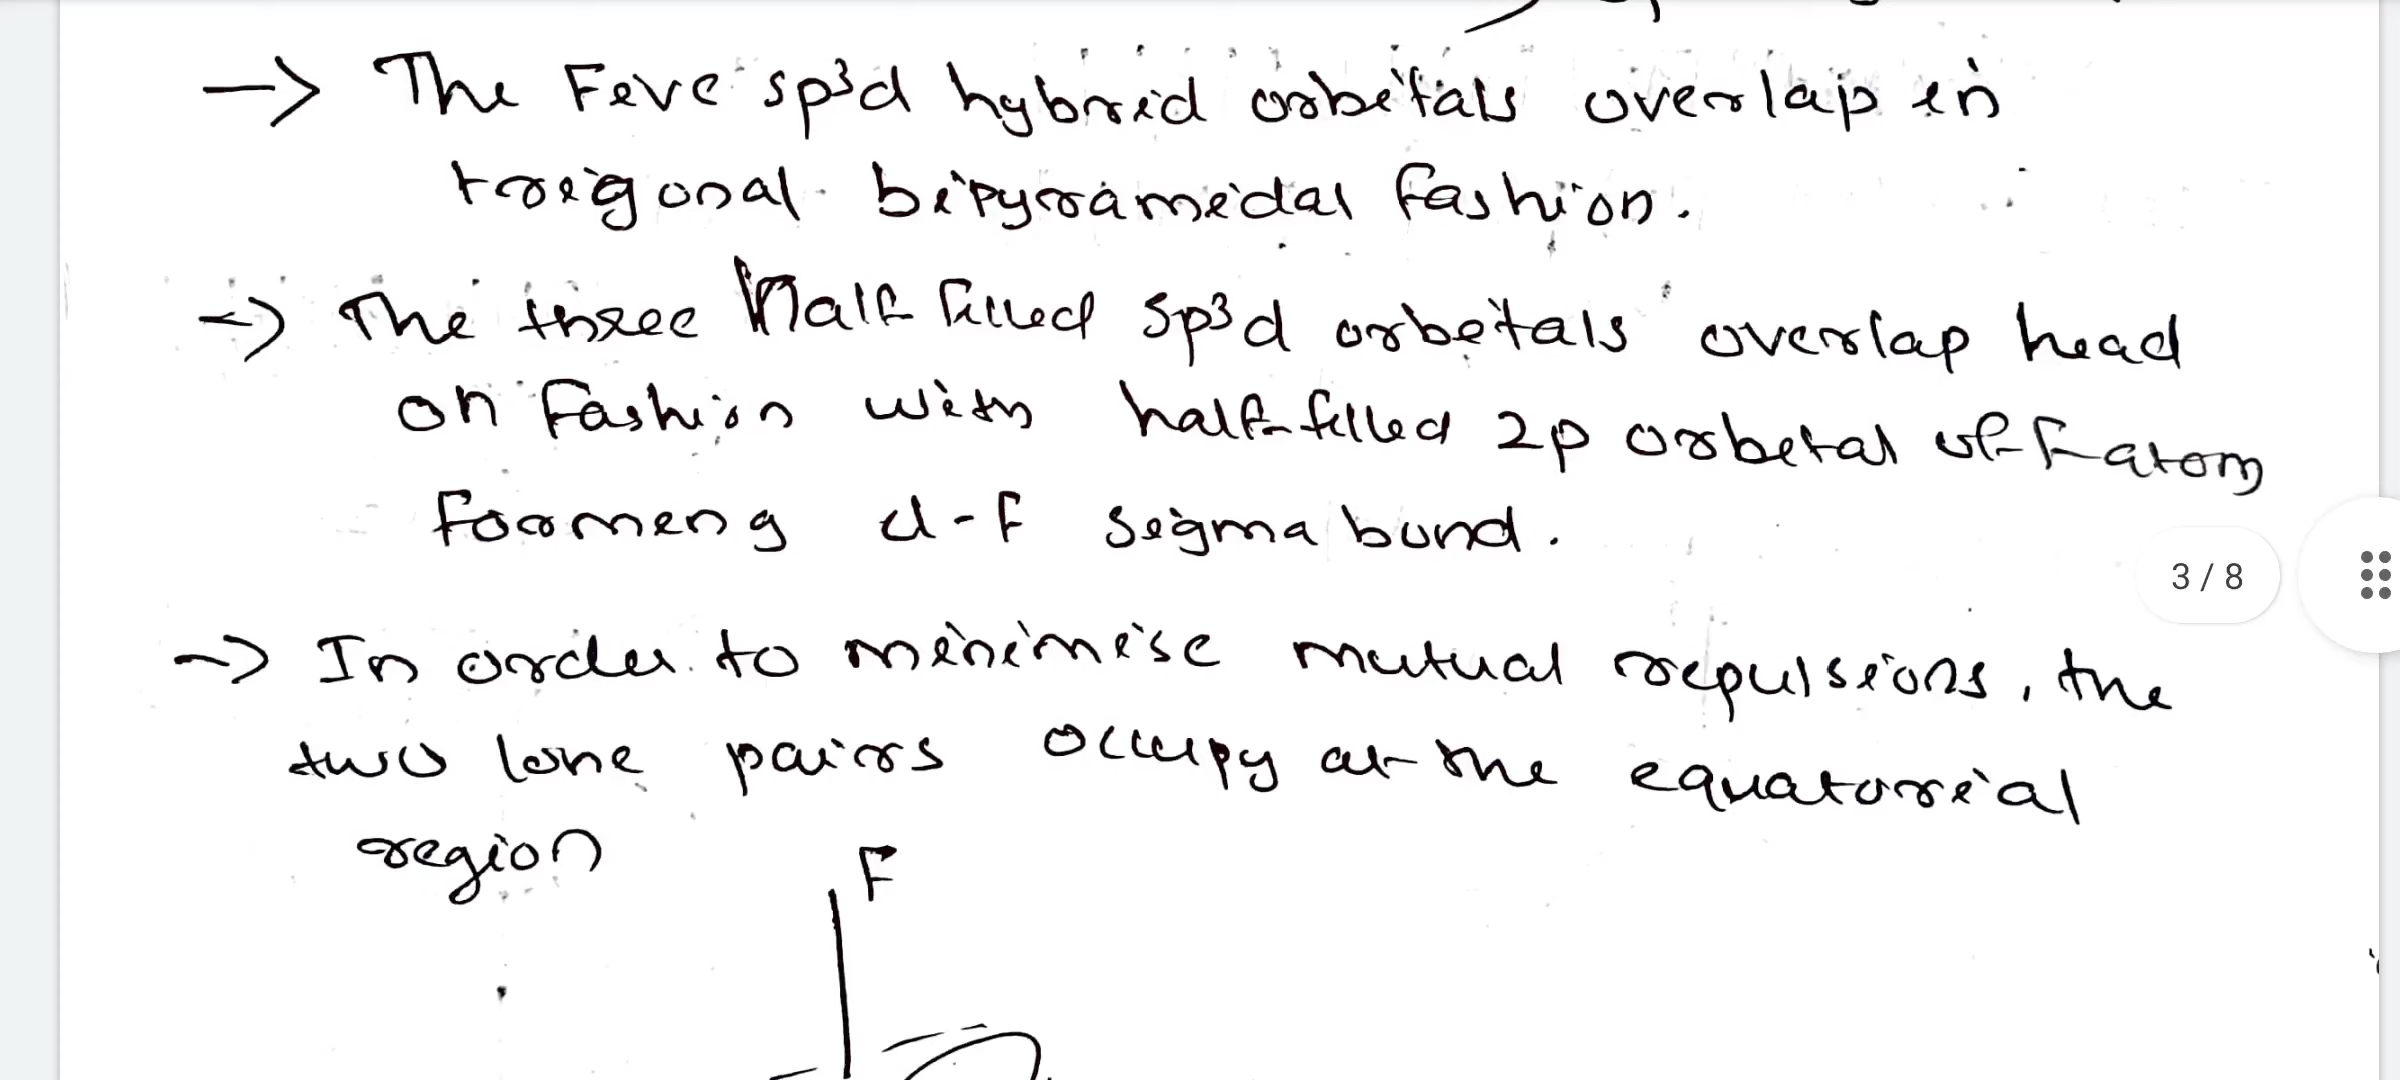 -> The Five sp³d hybrid orbitals overlap in
trigonal bipyramidal fashion.
-> The three Half filled sp³d orbitals overlap head
on fashion with half-filled 2p orbital of F atom
forming cl-F sigma bond.
-> In order to minimise mutual repulsions, the
two lone pairs occupy at the equatorial
region
F
3 / 8